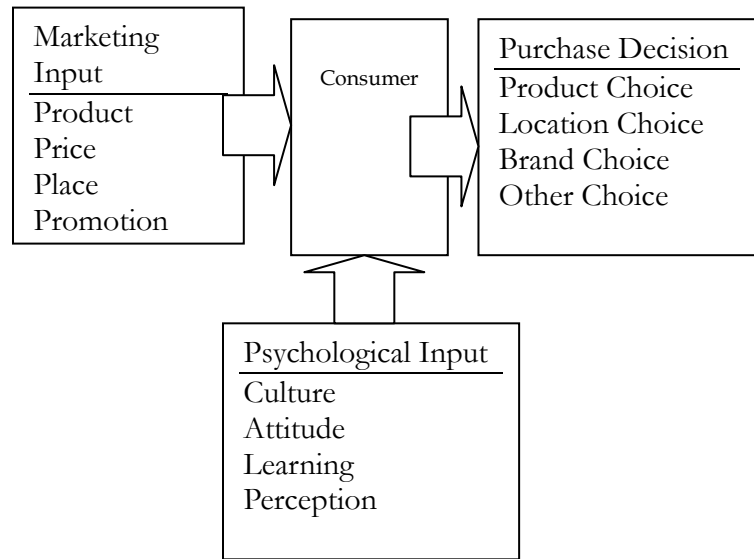 Marketing
Input
Product
Price
Place
Promotion
Consumer
Purchase Decision
Product Choice
Location Choice
Brand Choice
Other Choice
Psychological Input
Culture
Attitude
Learning
Perception